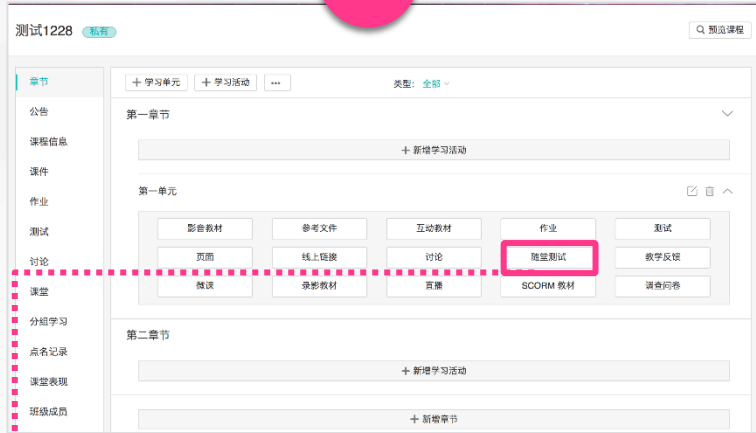 测试1228 私有
预览课程
章节
公告
课程信息
课件
作业
测试
讨论
课堂
分组学习
点名记录
课堂表现
班级成员
+ 学习单元 + 学习活动 ··· 类型: 全部
第一章节
+ 新增学习活动
第一单元
影音教材 参考文件 互动教材 作业 测试
页面 线上链接 讨论 随堂测试 教学反馈
微课 录影教材 直播 SCORM 教材 调查问卷
第二章节
+ 新增学习活动
+ 新增章节